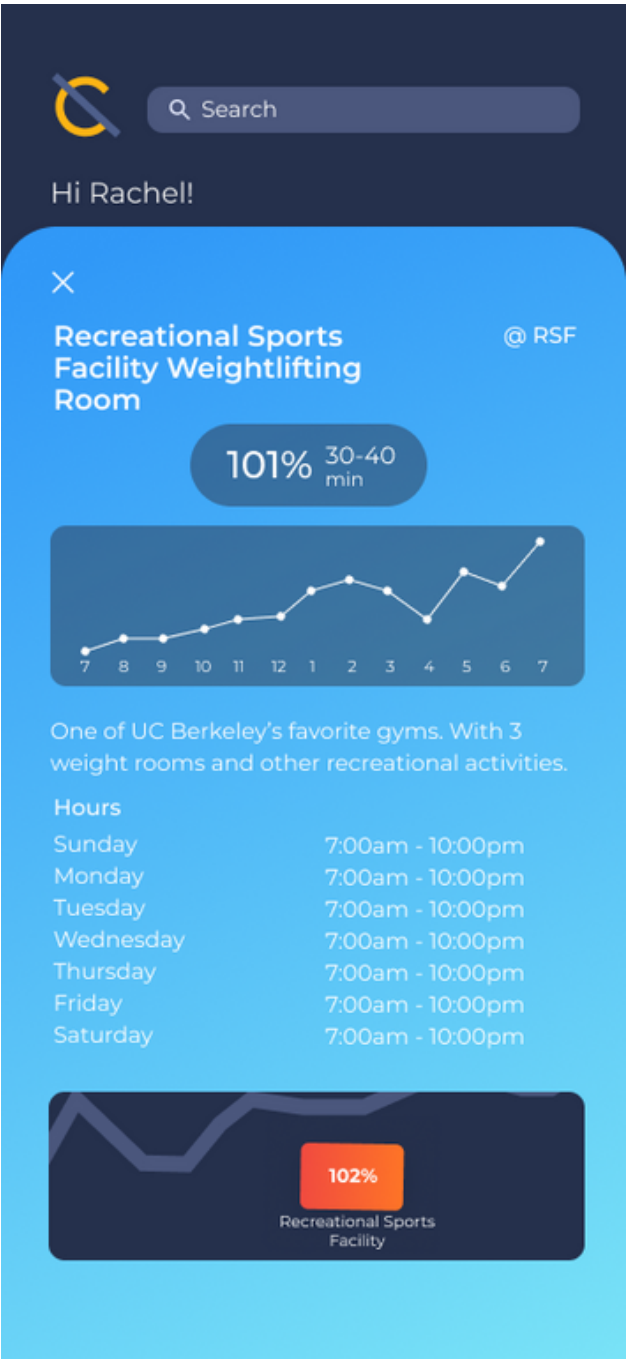 Search
Hi Rachel!
Recreational Sports
@ RSF
Facility Weightlifting
Room
101% 30-40
min
7 8 9 10 11 12 1 2 3 4 5 6 7
One of UC Berkeley’s favorite gyms. With 3
weight rooms and other recreational activities.
Hours
Sunday 7:00am - 10:00pm
Monday 7:00am - 10:00pm
Tuesday 7:00am - 10:00pm
Wednesday 7:00am - 10:00pm
Thursday 7:00am - 10:00pm
Friday 7:00am - 10:00pm
Saturday 7:00am - 10:00pm
102%
Recreational Sports
Facility